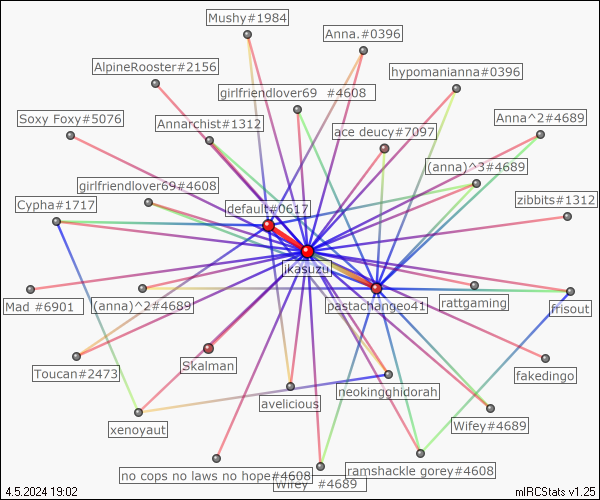 Mushy#1984
Anna.#0396
AlpineRooster#2156
hypomanianna#0396
girlfriendlover69 #4608
Soxy Foxy#5076
Annarchist#1312
Anna^2#4689
ace deucy#7097
(anna)^3#4689
girlfriendlover69#4608
zibbits#1312
Cypha#1717
default#0617
ikasuzu
Mad #6901
(anna)^2#4689
pastachangeo41
rattgaming
frisout
Skalman
Toucan#2473
fakedingo
neokingghidorah
avelicious
Wifey#4689
xenoyaut
ramshackle gorey#4608
no cops no laws no hope#4608
Wifey #4689
4.5.2024 19:02
mIRCStats v1.25